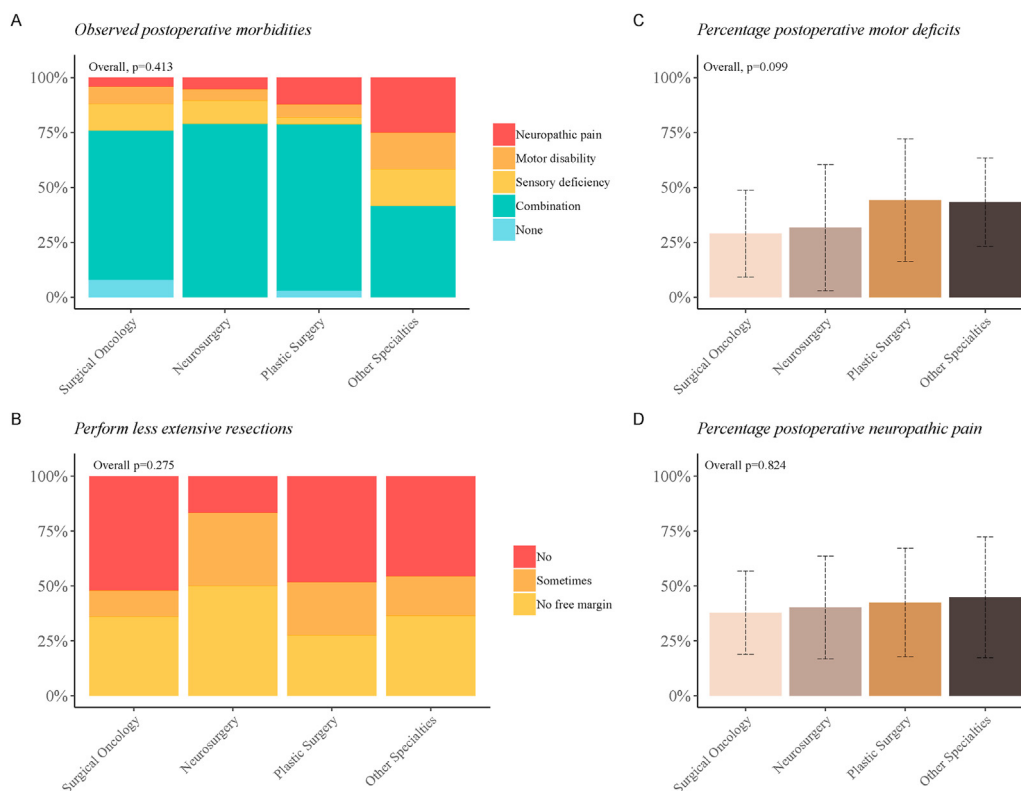 A
Observed postoperative morbidities
Overall, p=0.413
100%
75%
50%
25%
0%
Surgical Oncology
Neurosurgery
Plastic Surgery
Other Specialties
Neuropathic pain
Motor disability
Sensory deficiency
Combination
None
C
Percentage postoperative motor deficits
Overall, p=0.099
100%
75%
50%
25%
0%
Surgical Oncology
Neurosurgery
Plastic Surgery
Other Specialties
B
Perform less extensive resections
Overall p=0.275
100%
75%
50%
25%
0%
Surgical Oncology
Neurosurgery
Plastic Surgery
Other Specialties
No
Sometimes
No free margin
D
Percentage postoperative neuropathic pain
Overall p=0.824
100%
75%
50%
25%
0%
Surgical Oncology
Neurosurgery
Plastic Surgery
Other Specialties